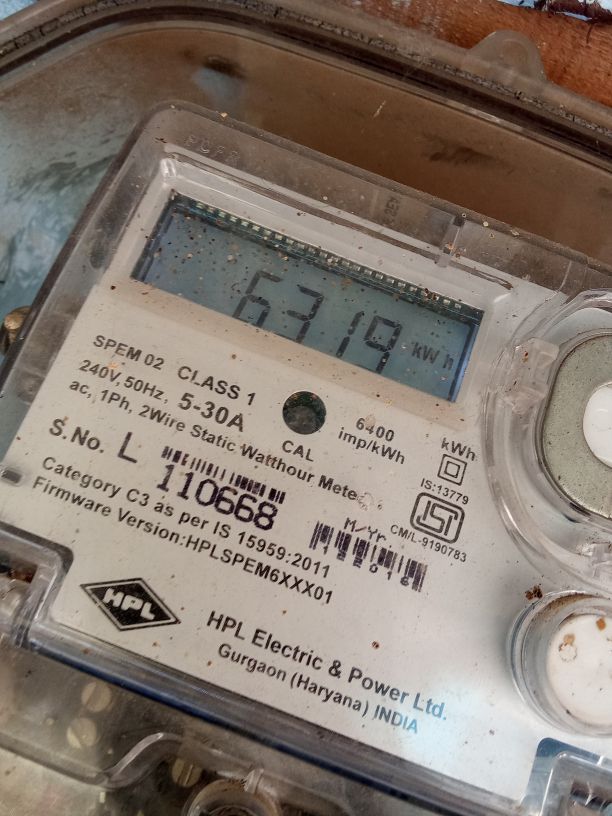 6319 kWh
SPEM 02 CLASS 1
240V, 50Hz, 5-30A
ac, 1Ph, 2Wire Static Watthour Meter
CAL
6400
imp/kWh
kWh
IS:13779
ISI
CM/L-9190783
S.No. L 110668
M/Yr
Category C3 as per IS 15959:2011
Firmware Version:HPLSPEM6XXX01
HPL
HPL Electric & Power Ltd.
Gurgaon (Haryana) INDIA